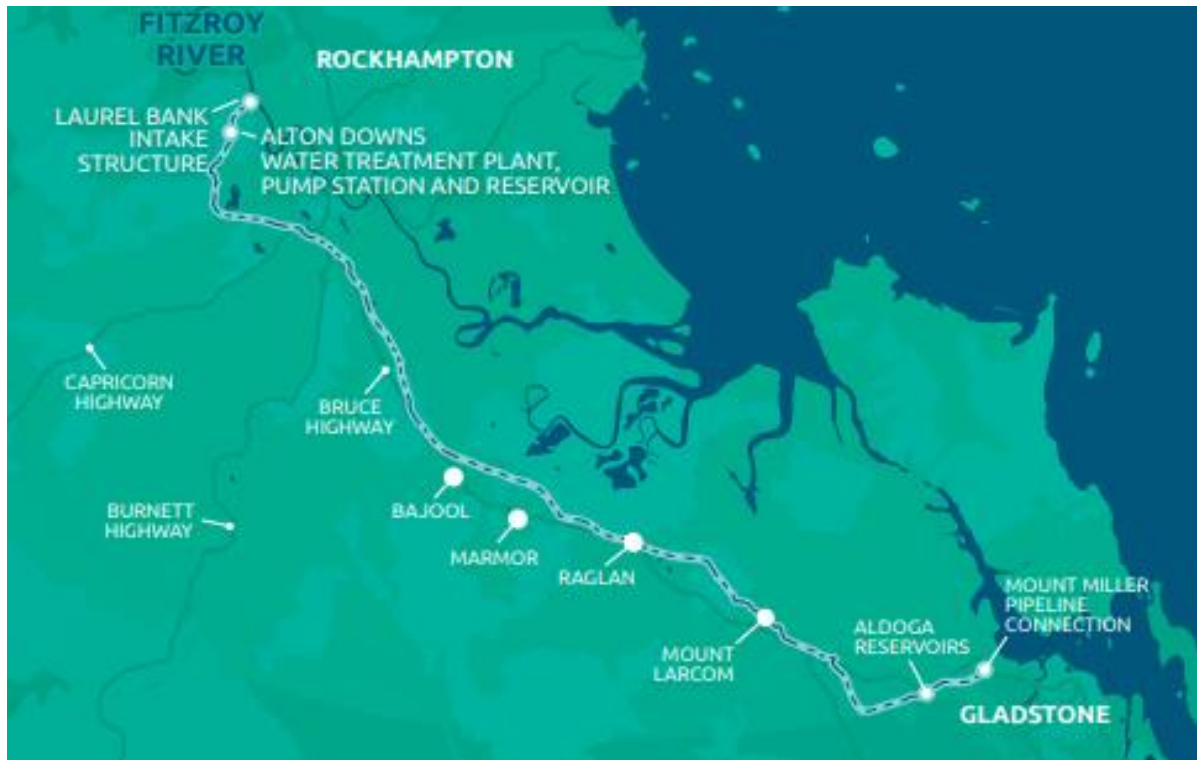 FITZROY
RIVER
ROCKHAMPTON
LAUREL BANK
INTAKE
STRUCTURE
ALTON DOWNS
WATER TREATMENT PLANT,
PUMP STATION AND RESERVOIR
CAPRICORN
HIGHWAY
BRUCE
HIGHWAY
BURNETT
HIGHWAY
BAJOOL
MARMOR
RAGLAN
MOUNT
LARCOM
ALDOGA
RESERVOIRS
MOUNT MILLER
PIPELINE
CONNECTION
GLADSTONE